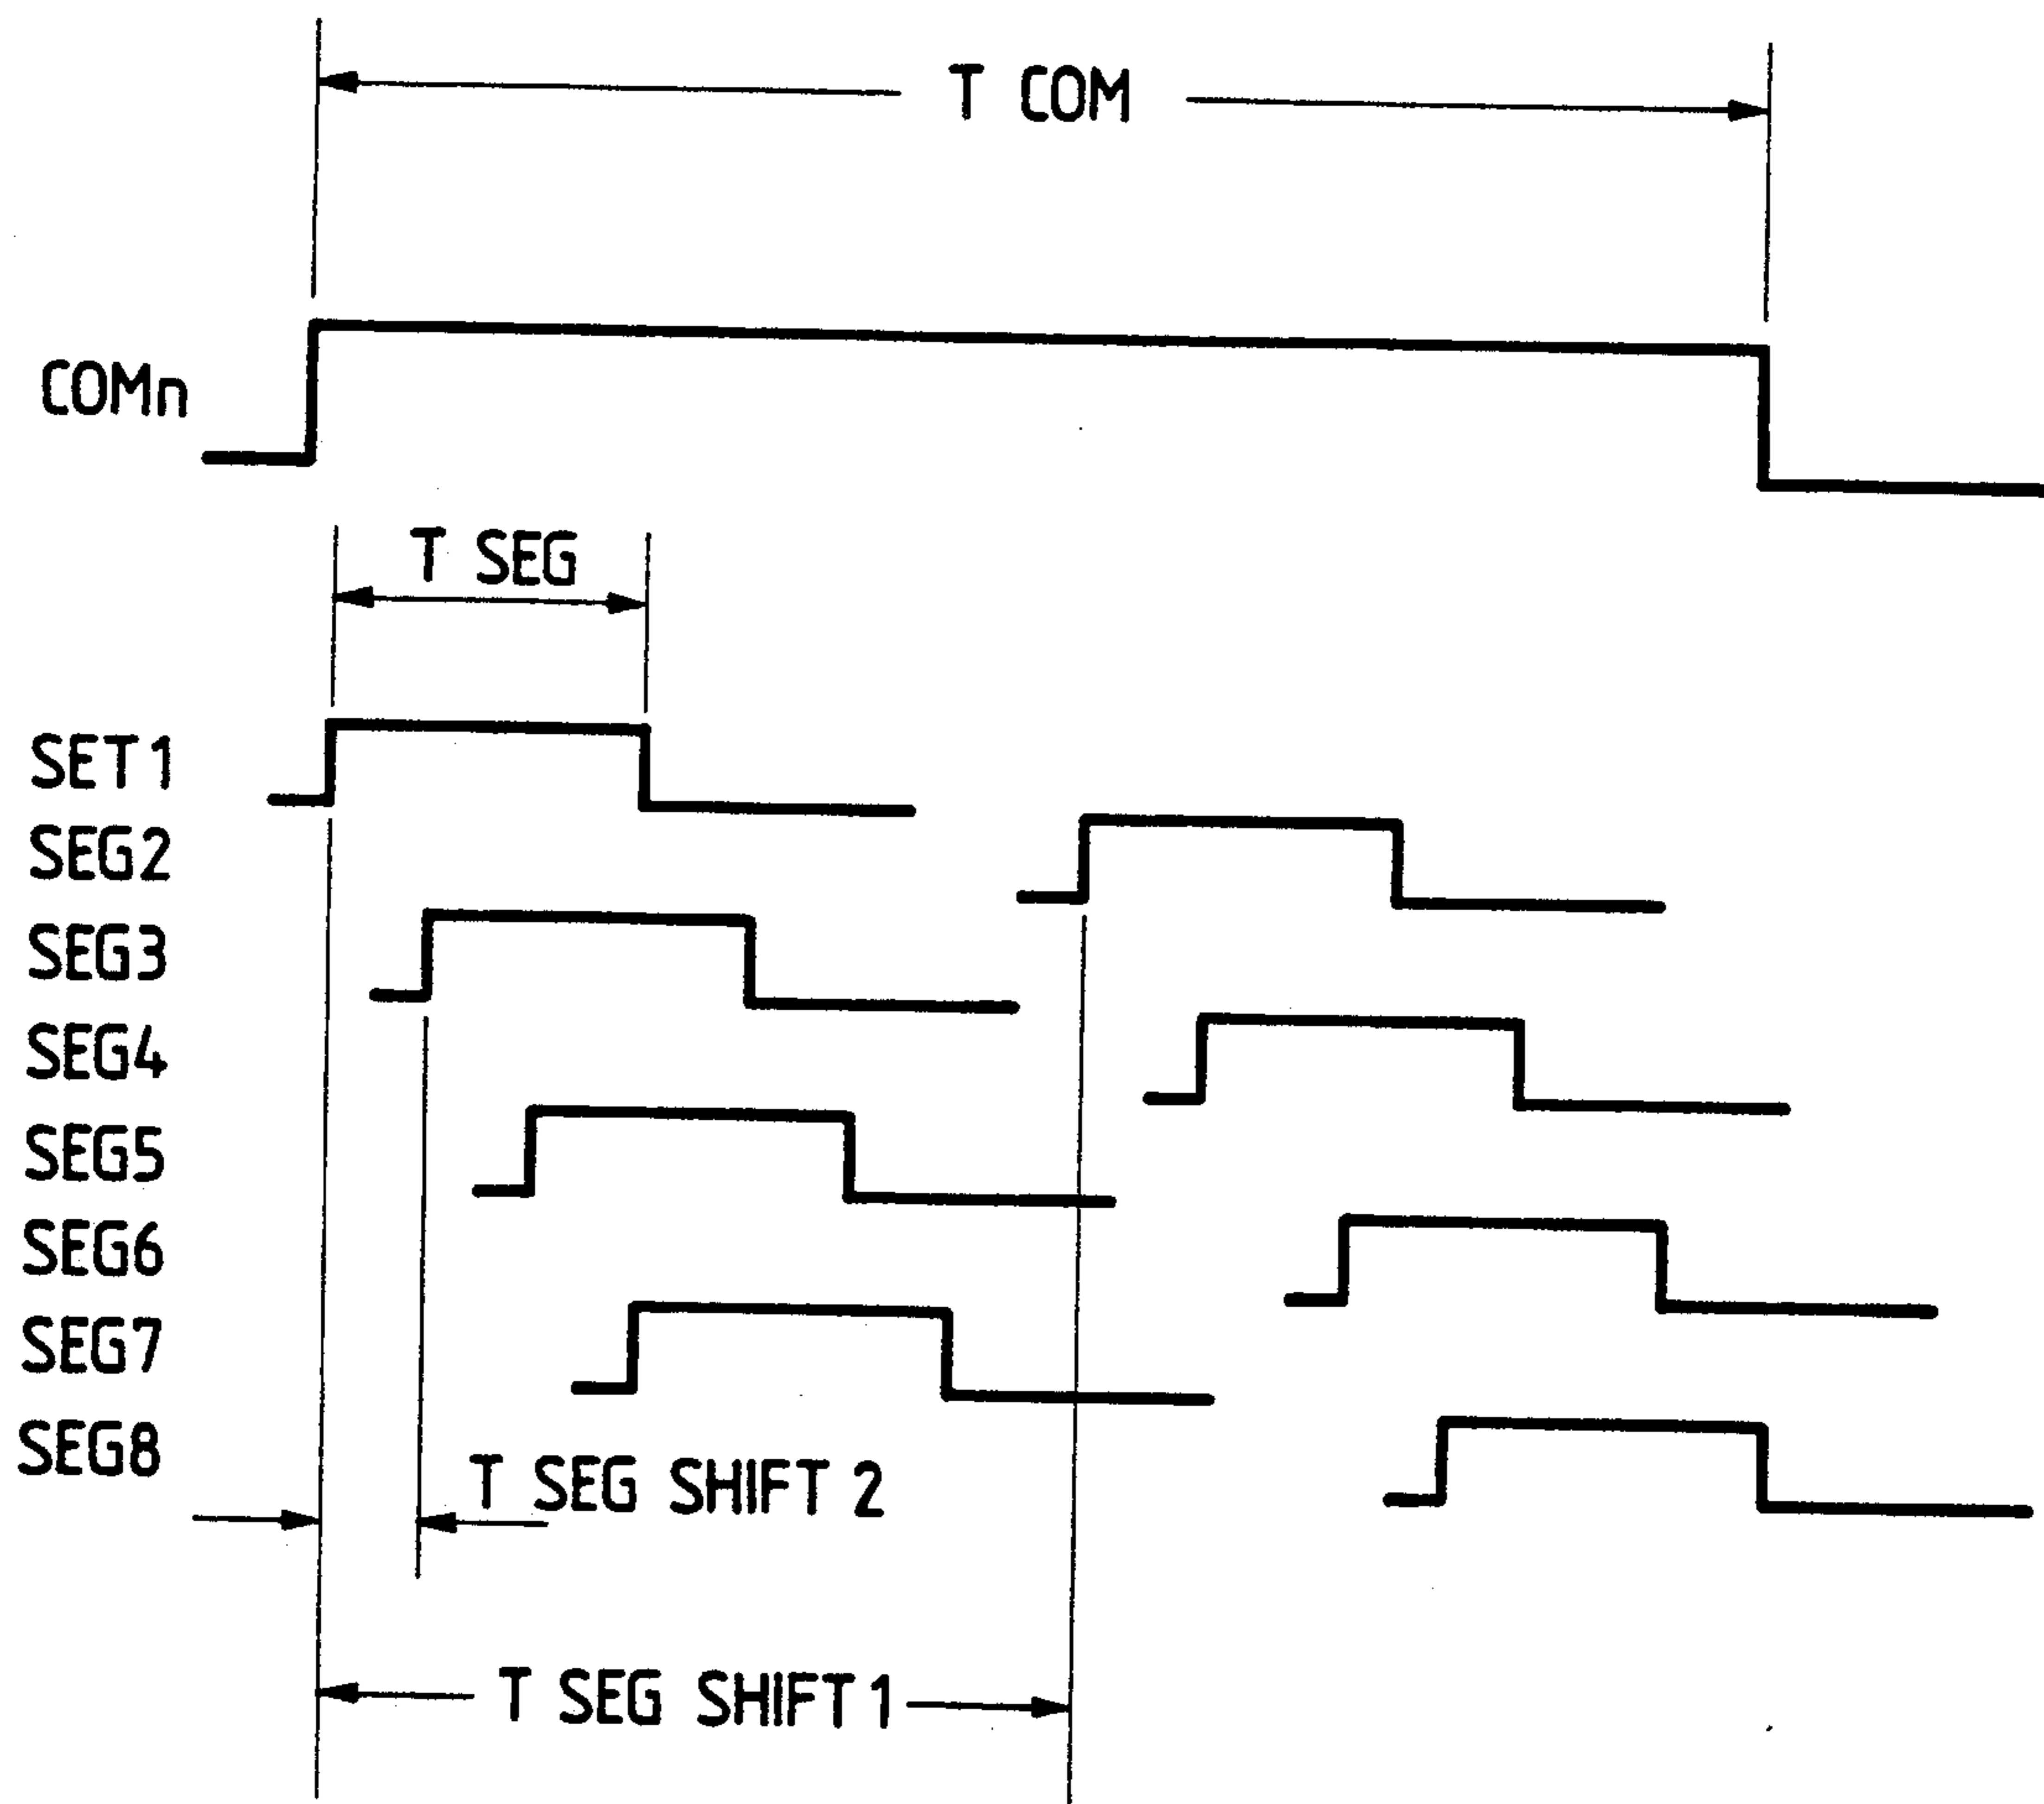 T COM
COMn
T SEG
SET1
SEG2
SEG3
SEG4
SEG5
SEG6
SEG7
SEG8
T SEG SHIFT 2
T SEG SHIFT 1